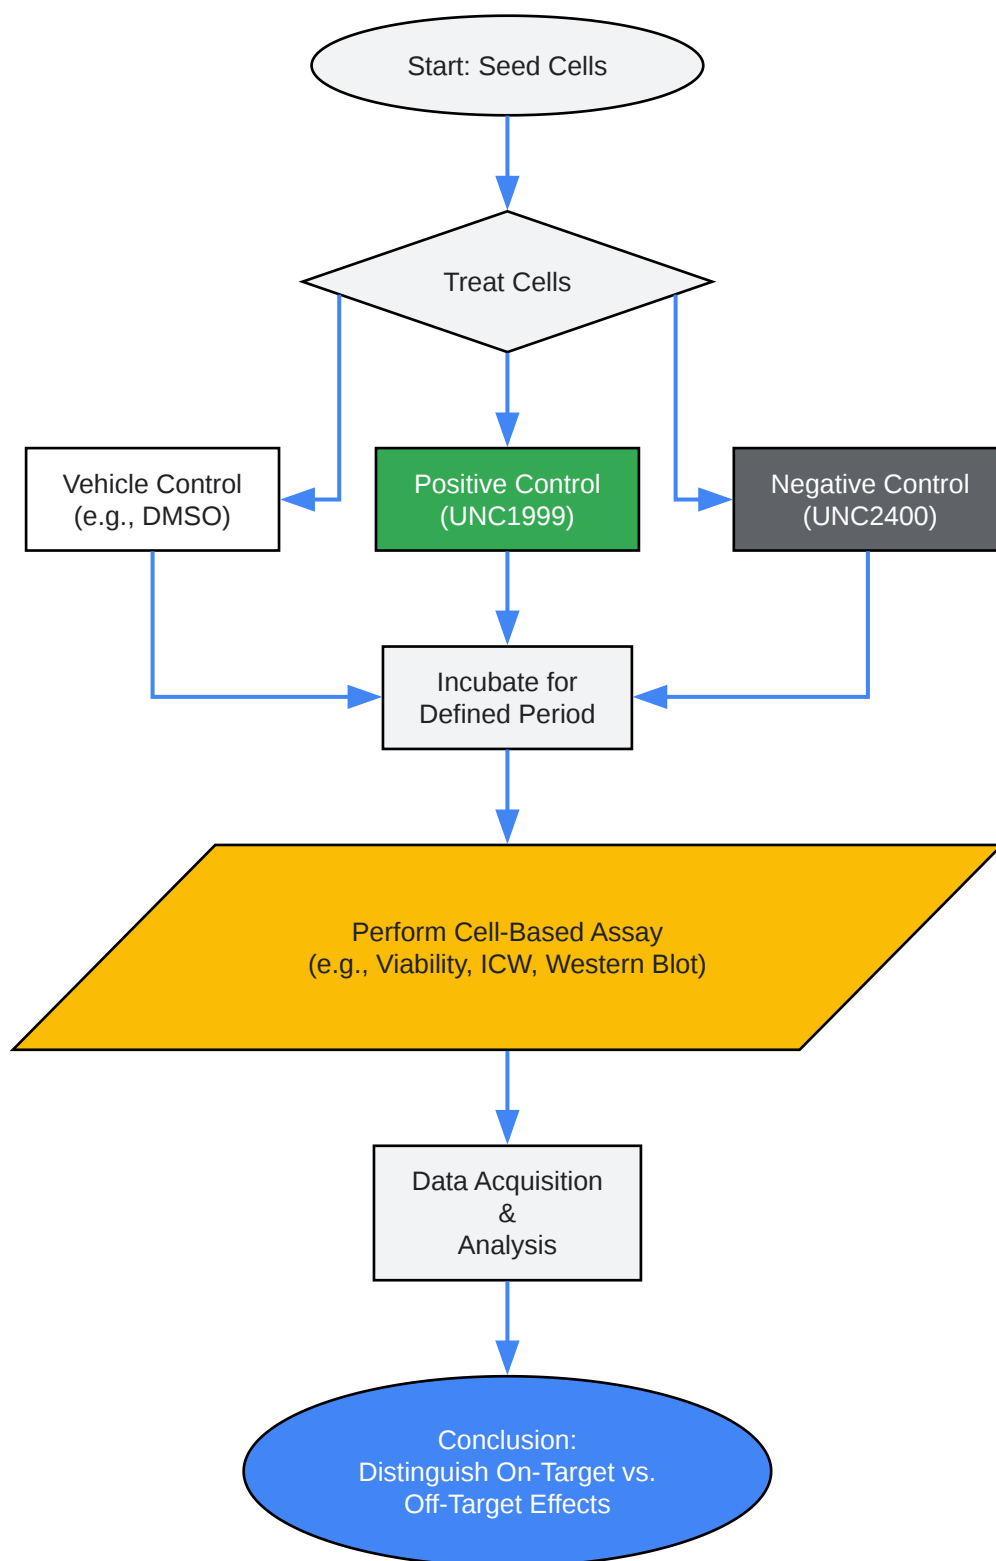 Start: Seed Cells
Treat Cells
Vehicle Control
(e.g., DMSO)
Positive Control
(UNC1999)
Negative Control
(UNC2400)
Incubate for
Defined Period
Perform Cell-Based Assay
(e.g., Viability, ICW, Western Blot)
Data Acquisition
&
Analysis
Conclusion:
Distinguish On-Target vs.
Off-Target Effects